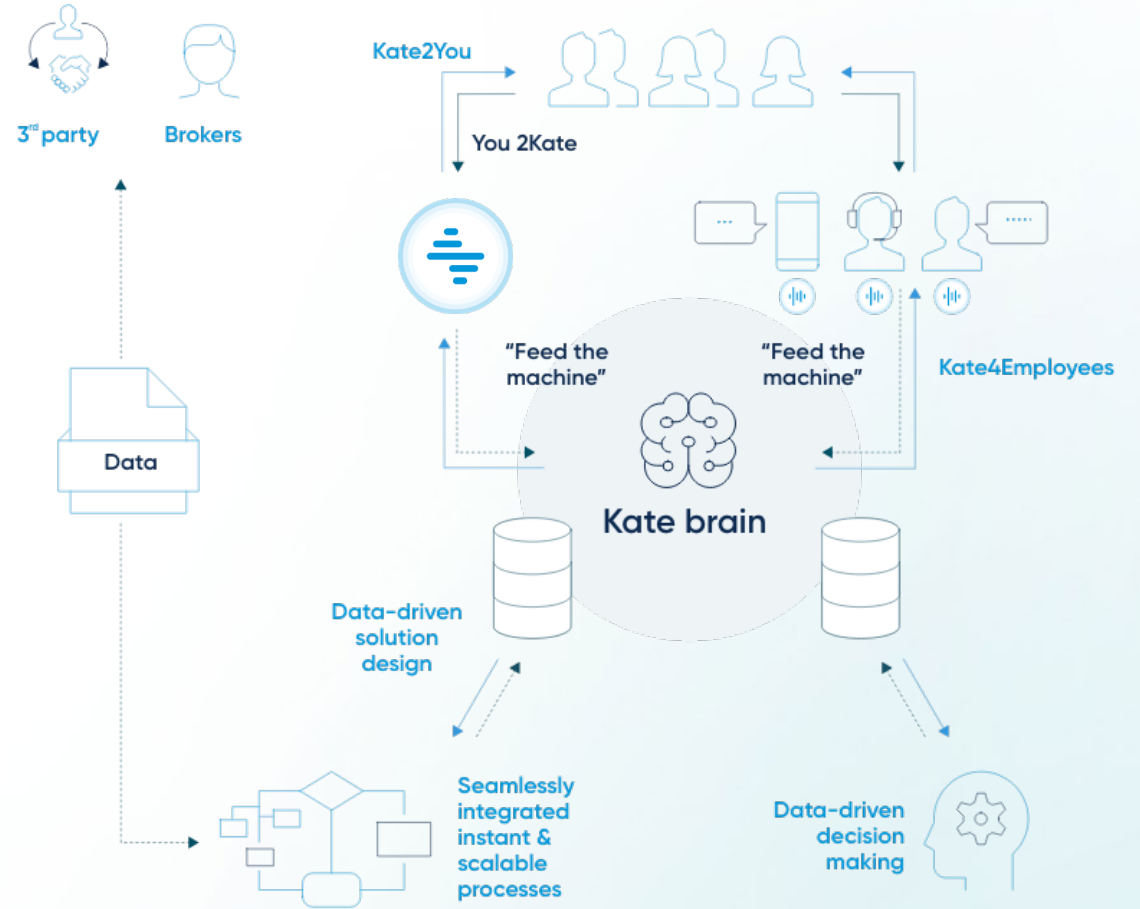 Kate2You
3rd party
Brokers
You 2Kate
“Feed the
machine”
“Feed the
machine”
Kate4Employees
Data
Kate brain
Data-driven
solution
design
Seamlessly
integrated
instant &
scalable
processes
Data-driven
decision
making